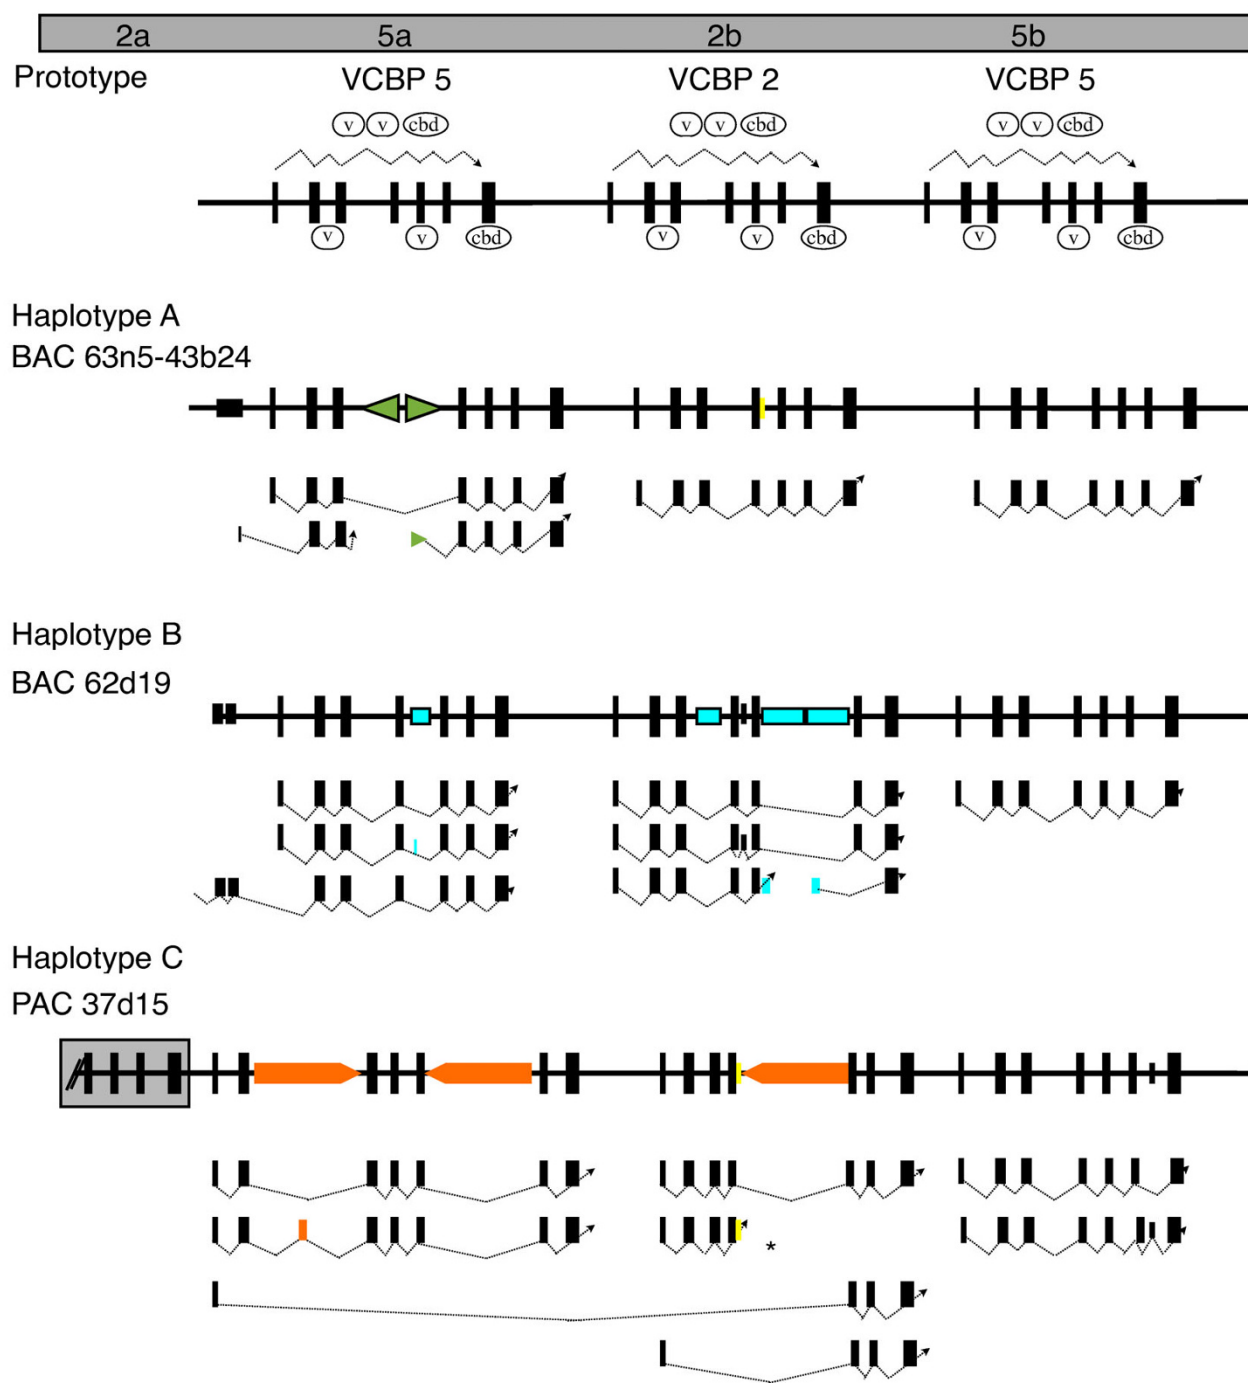 2a 5a 2b 5b
Prototype VCBP 5 VCBP 2 VCBP 5
v v cbd v v cbd v v cbd
v v cbd v v cbd v v cbd
Haplotype A
BAC 63n5-43b24
Haplotype B
BAC 62d19
Haplotype C
PAC 37d15
*